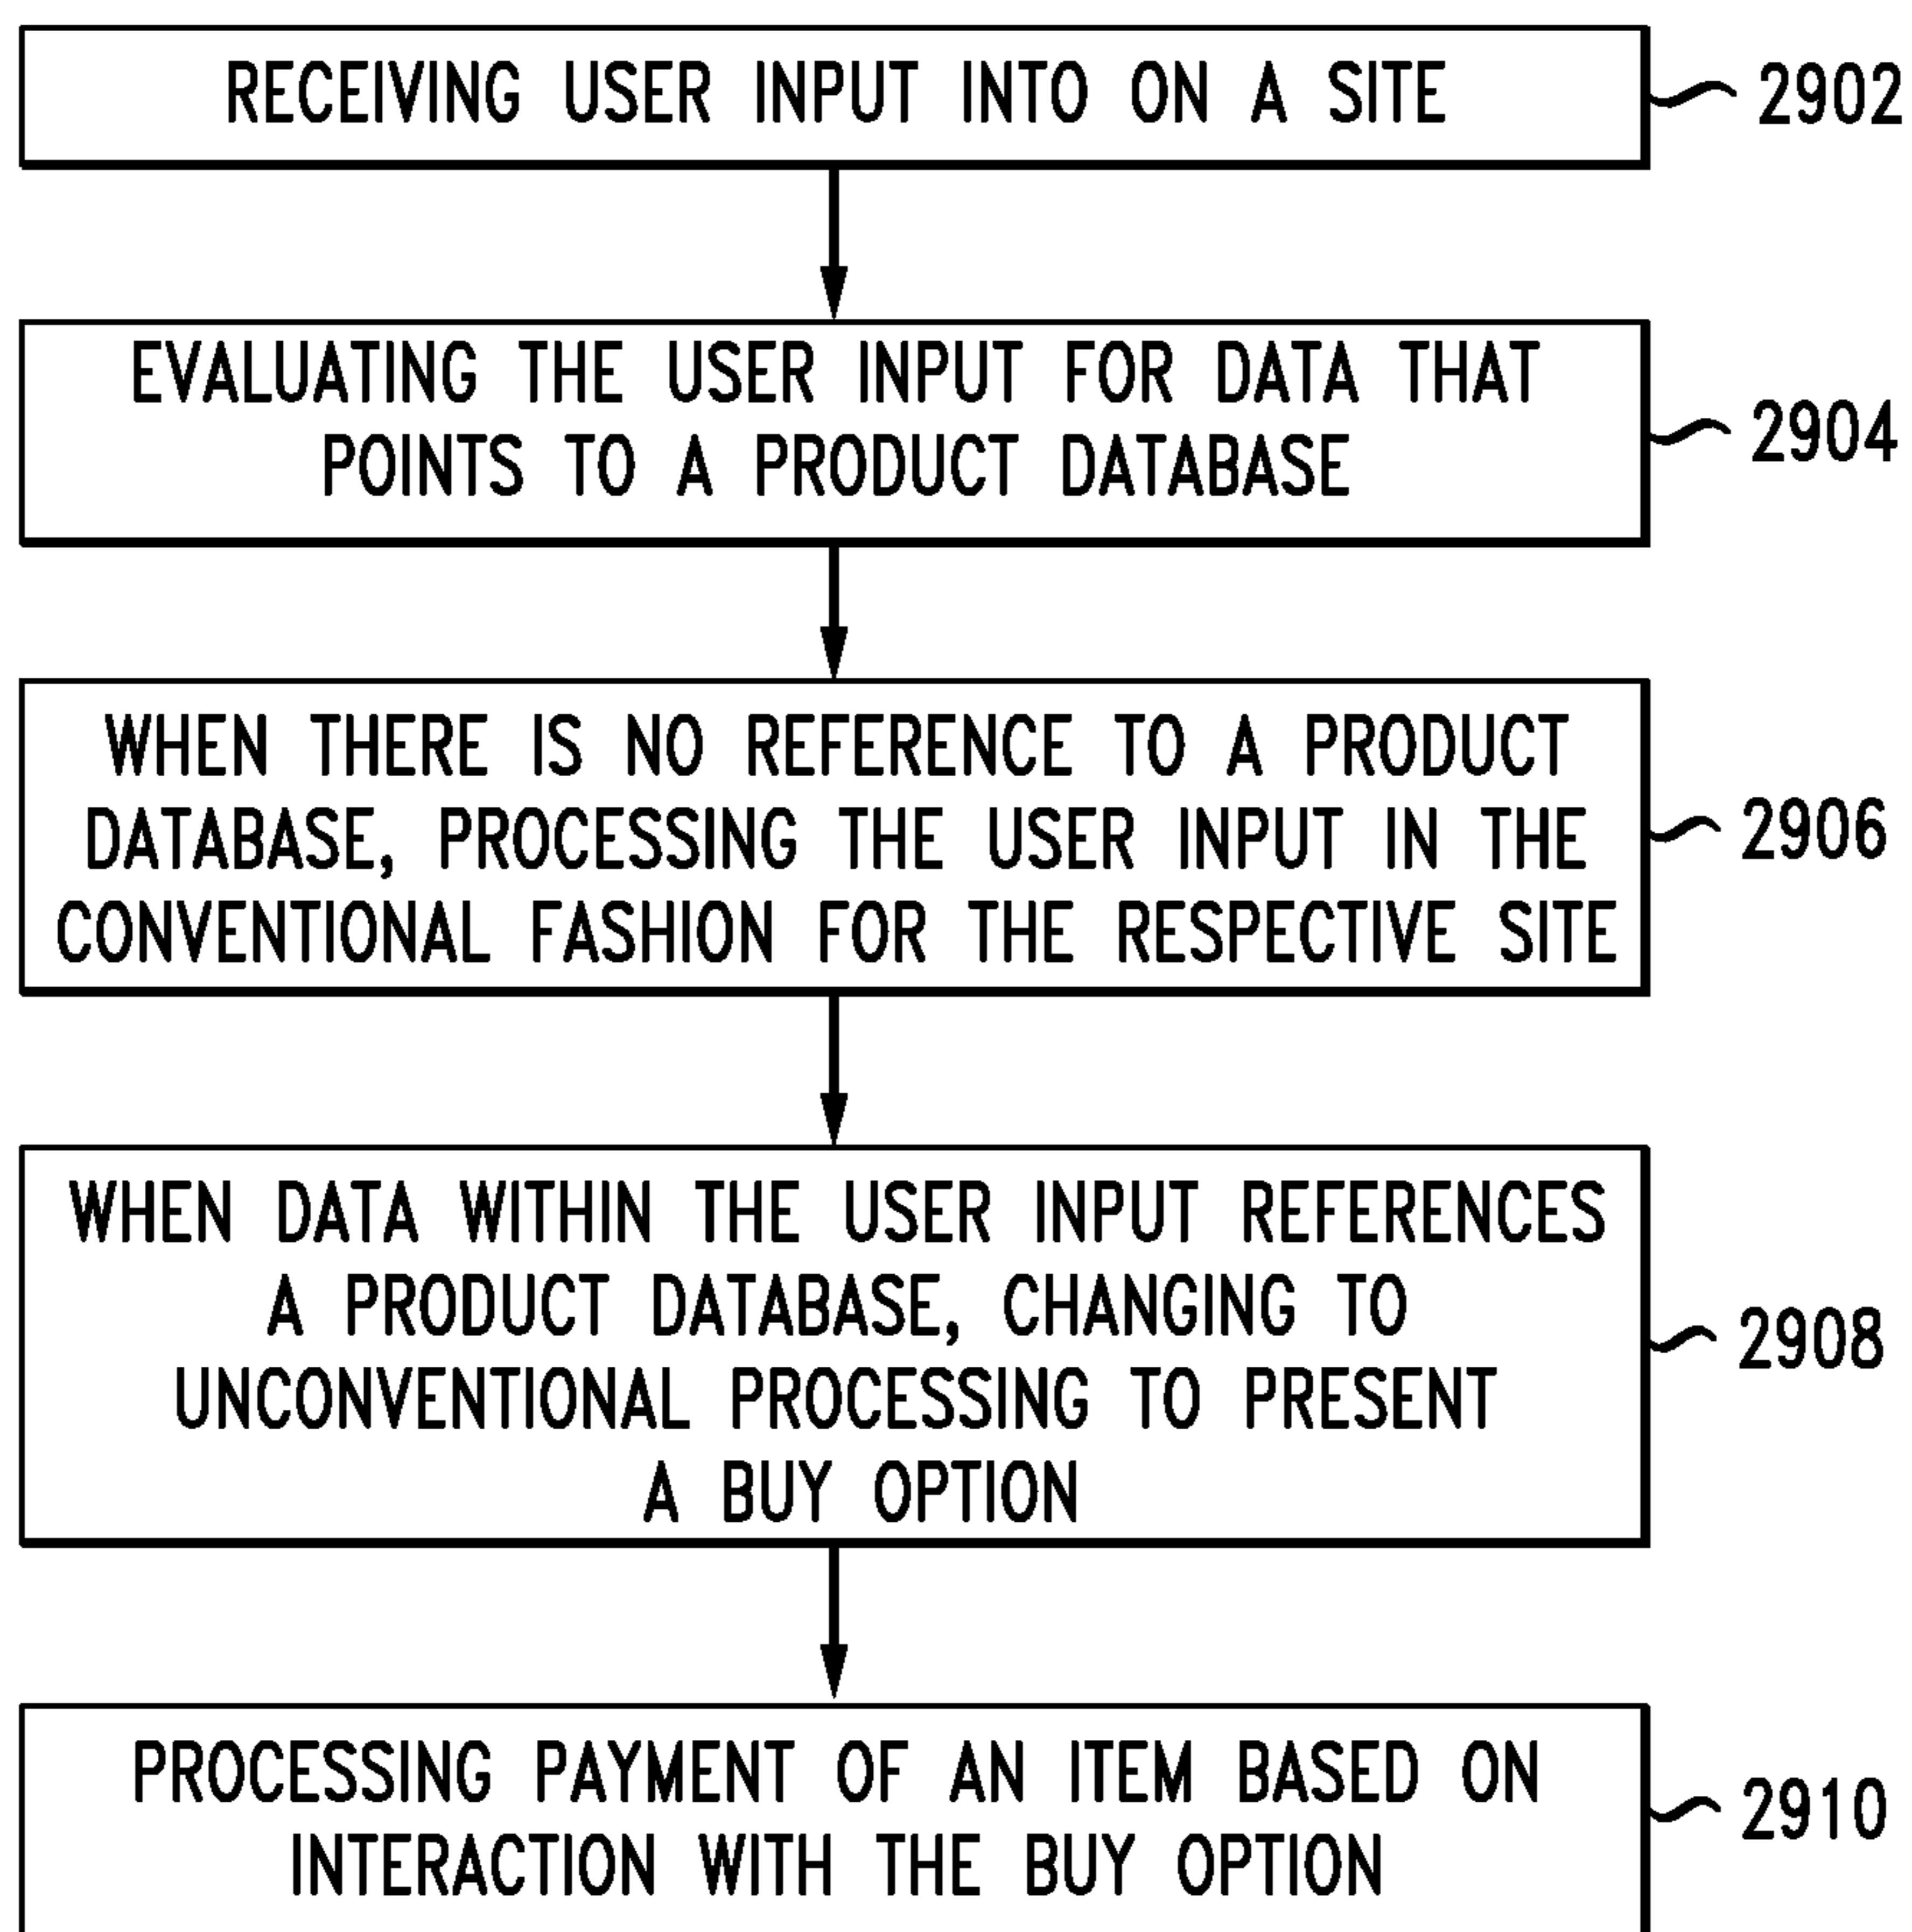 RECEIVING USER INPUT INTO ON A SITE
2902
EVALUATING THE USER INPUT FOR DATA THAT
POINTS TO A PRODUCT DATABASE
2904
WHEN THERE IS NO REFERENCE TO A PRODUCT
DATABASE, PROCESSING THE USER INPUT IN THE
CONVENTIONAL FASHION FOR THE RESPECTIVE SITE
2906
WHEN DATA WITHIN THE USER INPUT REFERENCES
A PRODUCT DATABASE, CHANGING TO
UNCONVENTIONAL PROCESSING TO PRESENT
A BUY OPTION
2908
PROCESSING PAYMENT OF AN ITEM BASED ON
INTERACTION WITH THE BUY OPTION
2910